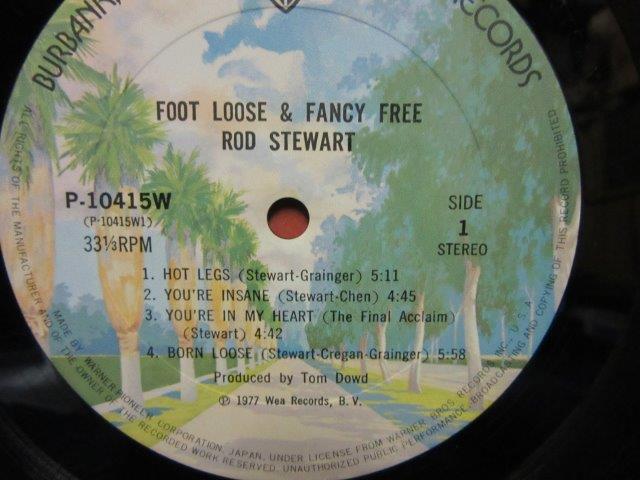 BURBANK
RECORDS
FOOT LOOSE & FANCY FREE
ROD STEWART
P-10415W
(P-10415W1)
33⅓RPM
SIDE
1
STEREO
1. HOT LEGS (Stewart-Grainger) 5:11
2. YOU'RE INSANE (Stewart-Chen) 4:45
3. YOU'RE IN MY HEART (The Final Acclaim)
(Stewart) 4:42
4. BORN LOOSE (Stewart-Cregan-Grainger) 5:58
Produced by Tom Dowd
℗ 1977 Wea Records, B. V.
MADE BY WARNER-PIONEER CORPORATION, JAPAN, UNDER LICENSE FROM WARNER BROS. RECORDS INC., U. S. A.
ALL RIGHTS OF THE MANUFACTURER AND OF THE OWNER OF THE RECORDED WORK RESERVED. UNAUTHORIZED PUBLIC PERFORMANCE, BROADCASTING AND COPYING OF THIS RECORD PROHIBITED